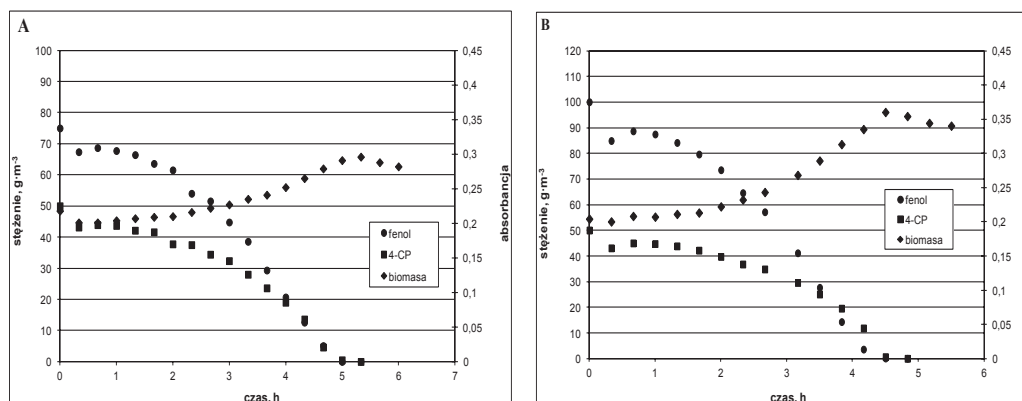 A
100
90
80
70
60
50
40
30
20
10
0
0,45
0,4
0,35
0,3
0,25
0,2
0,15
0,1
0,05
0
0 1 2 3 4 5 6 7
stężenie, g·m⁻³
absorbancja
czas, h
fenol
4-CP
biomasa
B
120
110
100
90
80
70
60
50
40
30
20
10
0
0,45
0,4
0,35
0,3
0,25
0,2
0,15
0,1
0,05
0
0 1 2 3 4 5 6
stężenie, g·m⁻³
czas, h
fenol
4-CP
biomasa